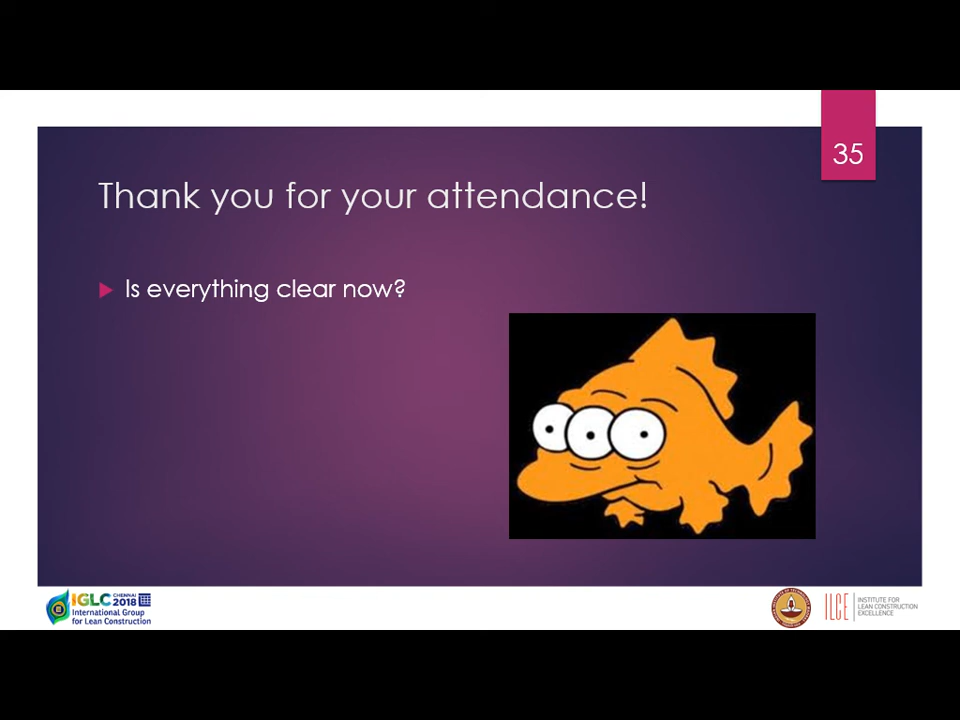 35
Thank you for your attendance!
Is everything clear now?
IGLC CHENNAI 2018
International Group
for Lean Construction
ILCE
INSTITUTE FOR
LEAN CONSTRUCTION
EXCELLENCE